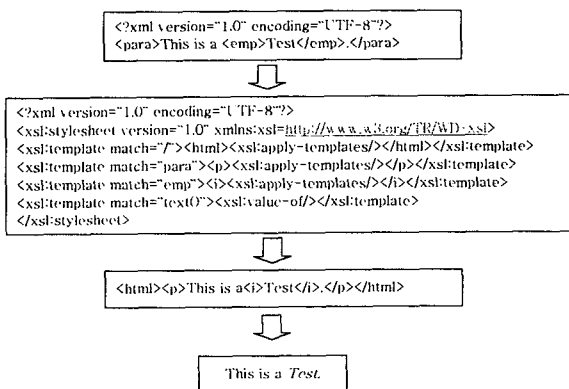 <?xml version="1.0" encoding="UTF-8"?>
<para>This is a <emp>Test</emp>.</para>
<?xml version="1.0" encoding="UTF-8"?>
<xsl:stylesheet version="1.0" xmlns:xsl=http://www.w3.org/TR/WD-xsl>
<xsl:template match="/"><html><xsl:apply-templates/></html></xsl:template>
<xsl:template match="para"><p><xsl:apply-templates/></p></xsl:template>
<xsl:template match="emp"><i><xsl:apply-templates/></i></xsl:template>
<xsl:template match="text()"><xsl:value-of/></xsl:template>
</xsl:stylesheet>
<html><p>This is a<i>Test</i>.</p></html>
This is a Test.